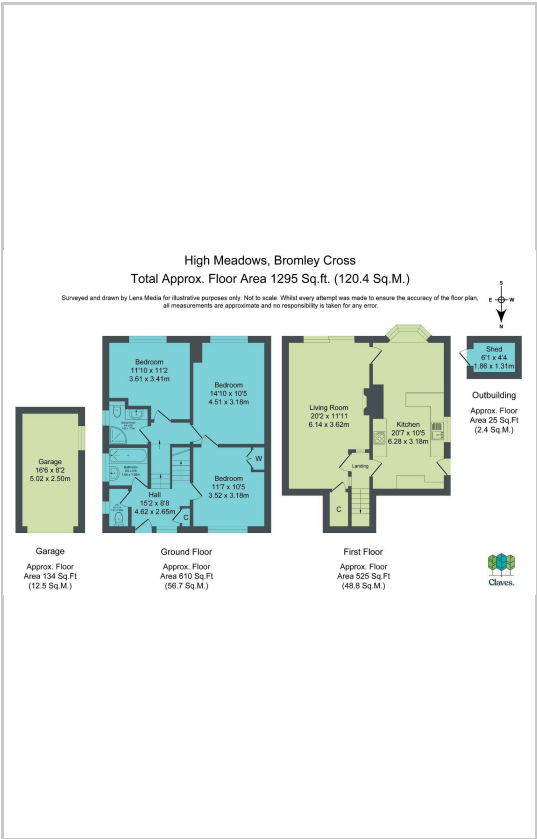 High Meadows, Bromley Cross
Total Approx. Floor Area 1295 Sq.ft. (120.4 Sq.M.)
Surveyed and drawn by Lens Media for illustrative purposes only. Not to scale. Whilst every attempt was made to ensure the accuracy of the floor plan,
all measurements are approximate and no responsibility is taken for any error.
S
E
W
N
Garage
16'6 x 8'2
5.02 x 2.50m
Garage
Approx. Floor
Area 134 Sq.Ft
(12.5 Sq.M.)
Bedroom
11'10 x 11'2
3.61 x 3.41m
Bedroom
14'10 x 10'5
4.51 x 3.18m
Bathroom
W
Bedroom
11'7 x 10'5
3.52 x 3.18m
Hall
15'2 x 8'8
4.62 x 2.65m
C
Ground Floor
Approx. Floor
Area 610 Sq.Ft
(56.7 Sq.M.)
Living Room
20'2 x 11'11
6.14 x 3.62m
Kitchen
20'7 x 10'5
6.28 x 3.18m
Landing
C
First Floor
Approx. Floor
Area 525 Sq.Ft
(48.8 Sq.M.)
Shed
6'1 x 4'4
1.86 x 1.31m
Outbuilding
Approx. Floor
Area 25 Sq.Ft
(2.4 Sq.M.)
Claves.